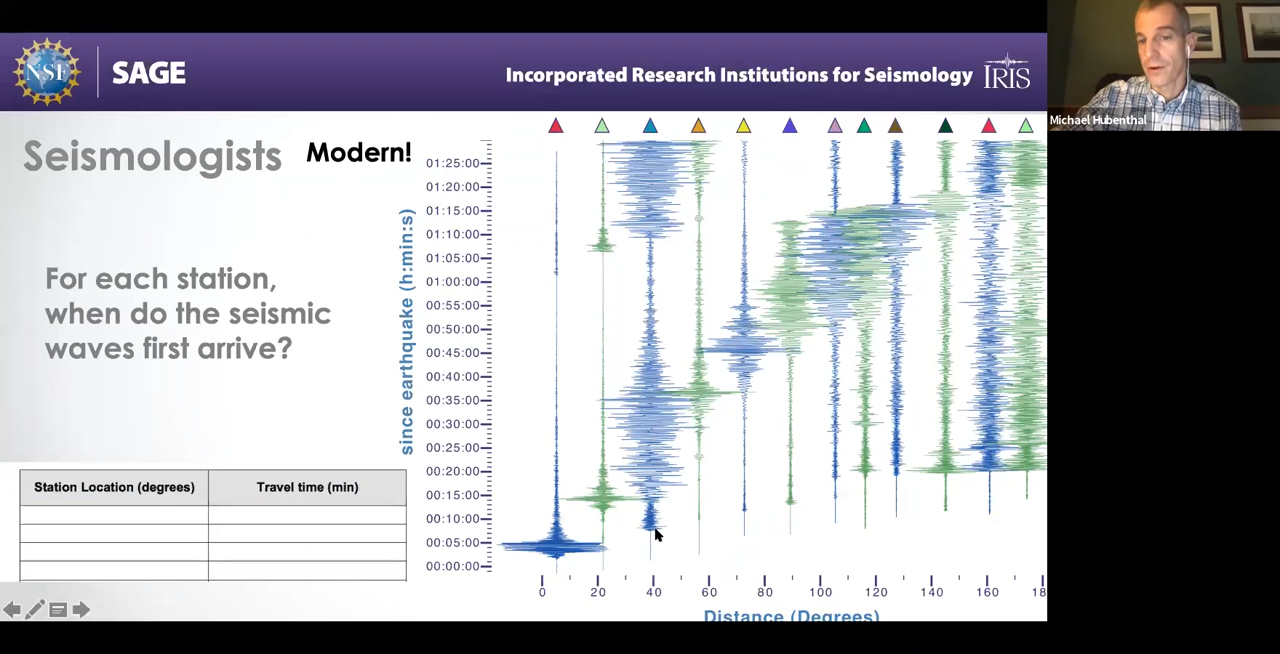 NSF
SAGE
Incorporated Research Institutions for Seismology
IRIS
Michael Hubenthal
Seismologists
Modern!
For each station,
when do the seismic
waves first arrive?
Station Location (degrees) Travel time (min)
since earthquake (h:min:s)
01:25:00
01:20:00
01:15:00
01:10:00
01:05:00
01:00:00
00:55:00
00:50:00
00:45:00
00:40:00
00:35:00
00:30:00
00:25:00
00:20:00
00:15:00
00:10:00
00:05:00
00:00:00
0 20 40 60 80 100 120 140 160 18
Distance (Degrees)